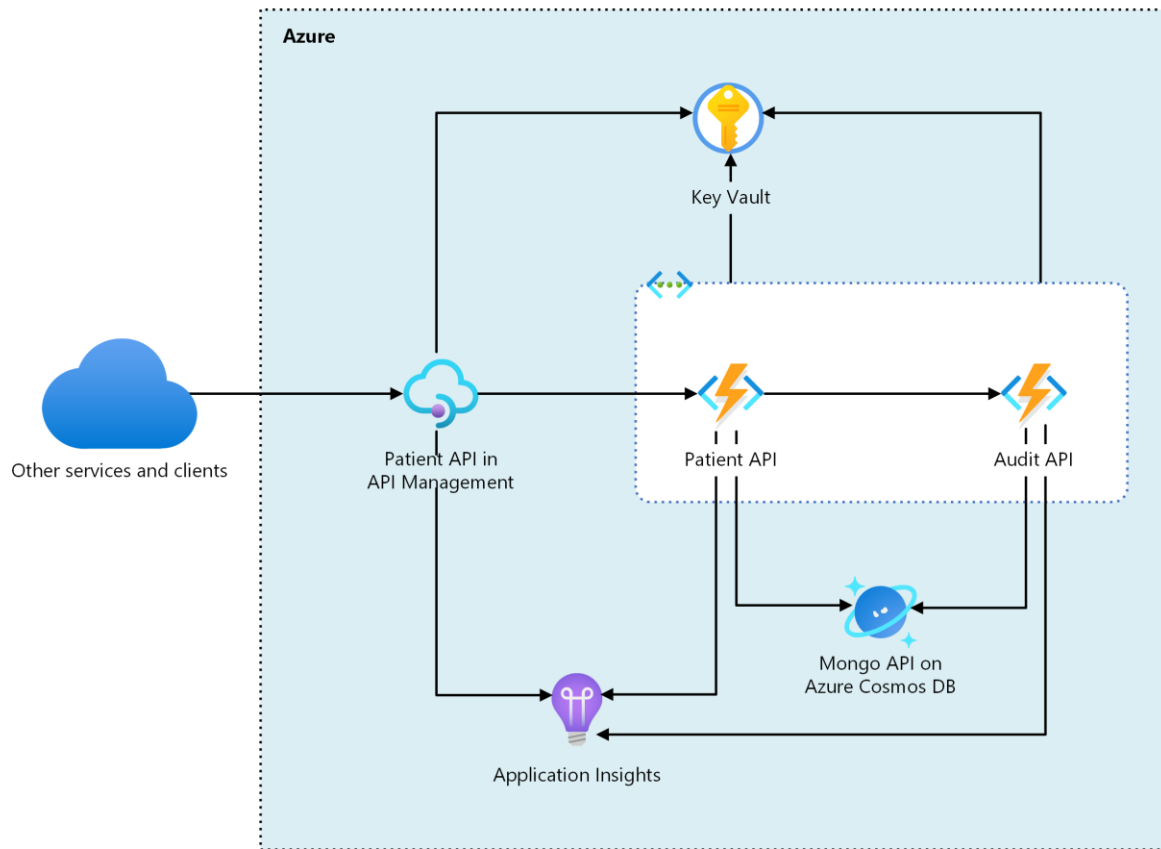 Azure
Key Vault
Other services and clients
Patient API in
API Management
Patient API
Audit API
Mongo API on
Azure Cosmos DB
Application Insights